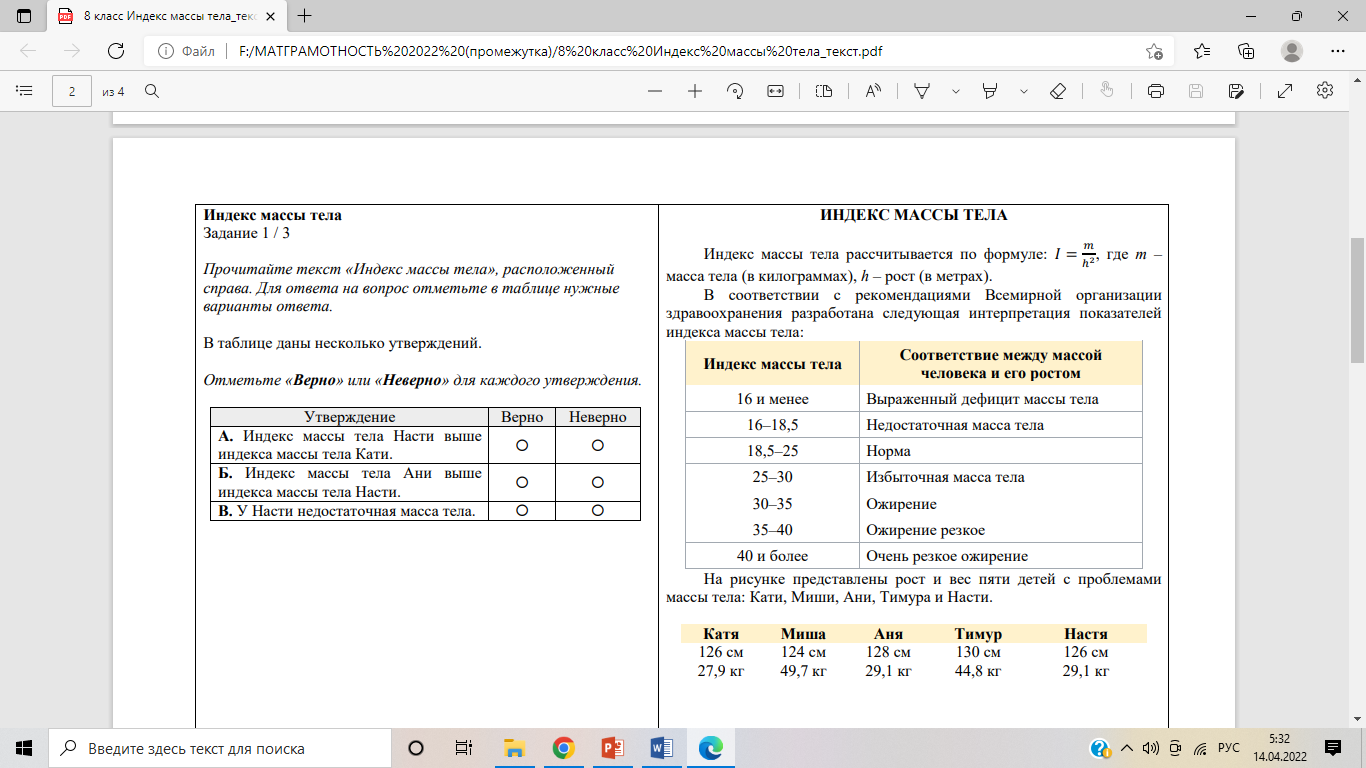 8 класс Индекс массы тела_текс
Файл
F:/МАТГРАМОТНОСТЬ%202022%20(промежутка)/8%20класс%20Индекс%20массы%20тела_текст.pdf
2
из 4
Индекс массы тела
Задание 1 / 3
Прочитайте текст «Индекс массы тела», расположенный
справа. Для ответа на вопрос отметьте в таблице нужные
варианты ответа.
В таблице даны несколько утверждений.
Отметьте «Верно» или «Неверно» для каждого утверждения.
Утверждение Верно Неверно
А. Индекс массы тела Насти выше
индекса массы тела Кати.
Б. Индекс массы тела Ани выше
индекса массы тела Насти.
В. У Насти недостаточная масса тела.
ИНДЕКС МАССЫ ТЕЛА
Индекс массы тела рассчитывается по формуле: I = m/h², где m –
масса тела (в килограммах), h – рост (в метрах).
В соответствии с рекомендациями Всемирной организации
здравоохранения разработана следующая интерпретация показателей
индекса массы тела:
Индекс массы тела
Соответствие между массой
человека и его ростом
16 и менее Выраженный дефицит массы тела
16–18,5 Недостаточная масса тела
18,5–25 Норма
25–30 Избыточная масса тела
30–35 Ожирение
35–40 Ожирение резкое
40 и более Очень резкое ожирение
На рисунке представлены рост и вес пяти детей с проблемами
массы тела: Кати, Миши, Ани, Тимура и Насти.
Катя Миша Аня Тимур Настя
126 см 124 см 128 см 130 см 126 см
27,9 кг 49,7 кг 29,1 кг 44,8 кг 29,1 кг
Введите здесь текст для поиска
РУС
5:32
14.04.2022